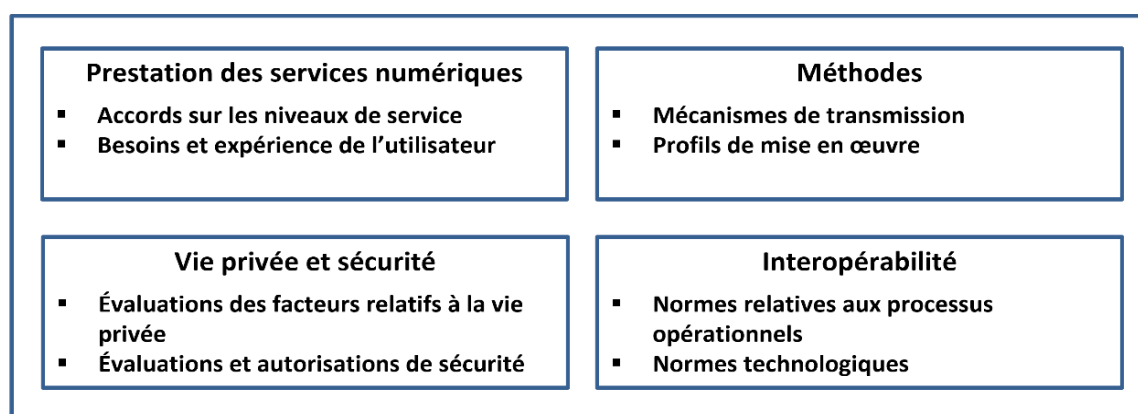 Prestation des services numériques
▪ Accords sur les niveaux de service
▪ Besoins et expérience de l’utilisateur
Méthodes
▪ Mécanismes de transmission
▪ Profils de mise en œuvre
Vie privée et sécurité
▪ Évaluations des facteurs relatifs à la vie
privée
▪ Évaluations et autorisations de sécurité
Interopérabilité
▪ Normes relatives aux processus
opérationnels
▪ Normes technologiques